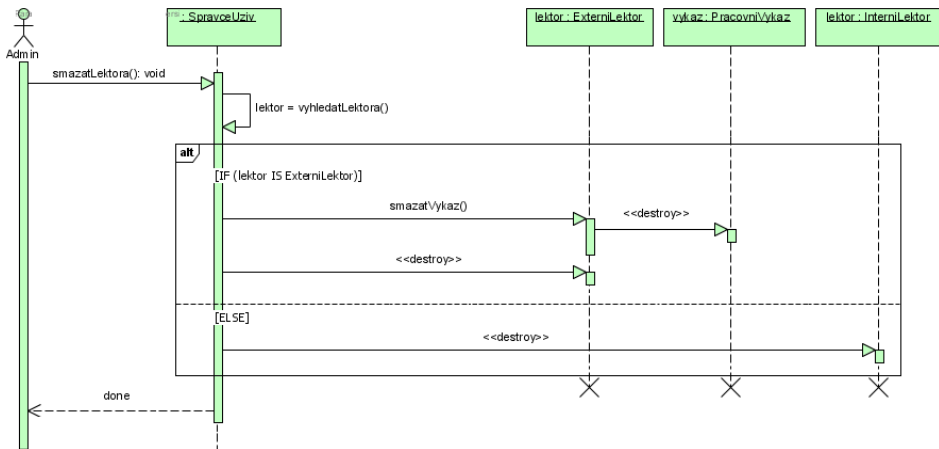 : SpravceUziv
lektor : ExterniLektor
vykaz : PracovniVykaz
lektor : InterniLektor
Admin
smazatLektora(): void
lektor = vyhledatLektora()
alt
[IF (lektor IS ExterniLektor)]
smazatVykaz()
<<destroy>>
<<destroy>>
[ELSE]
<<destroy>>
done